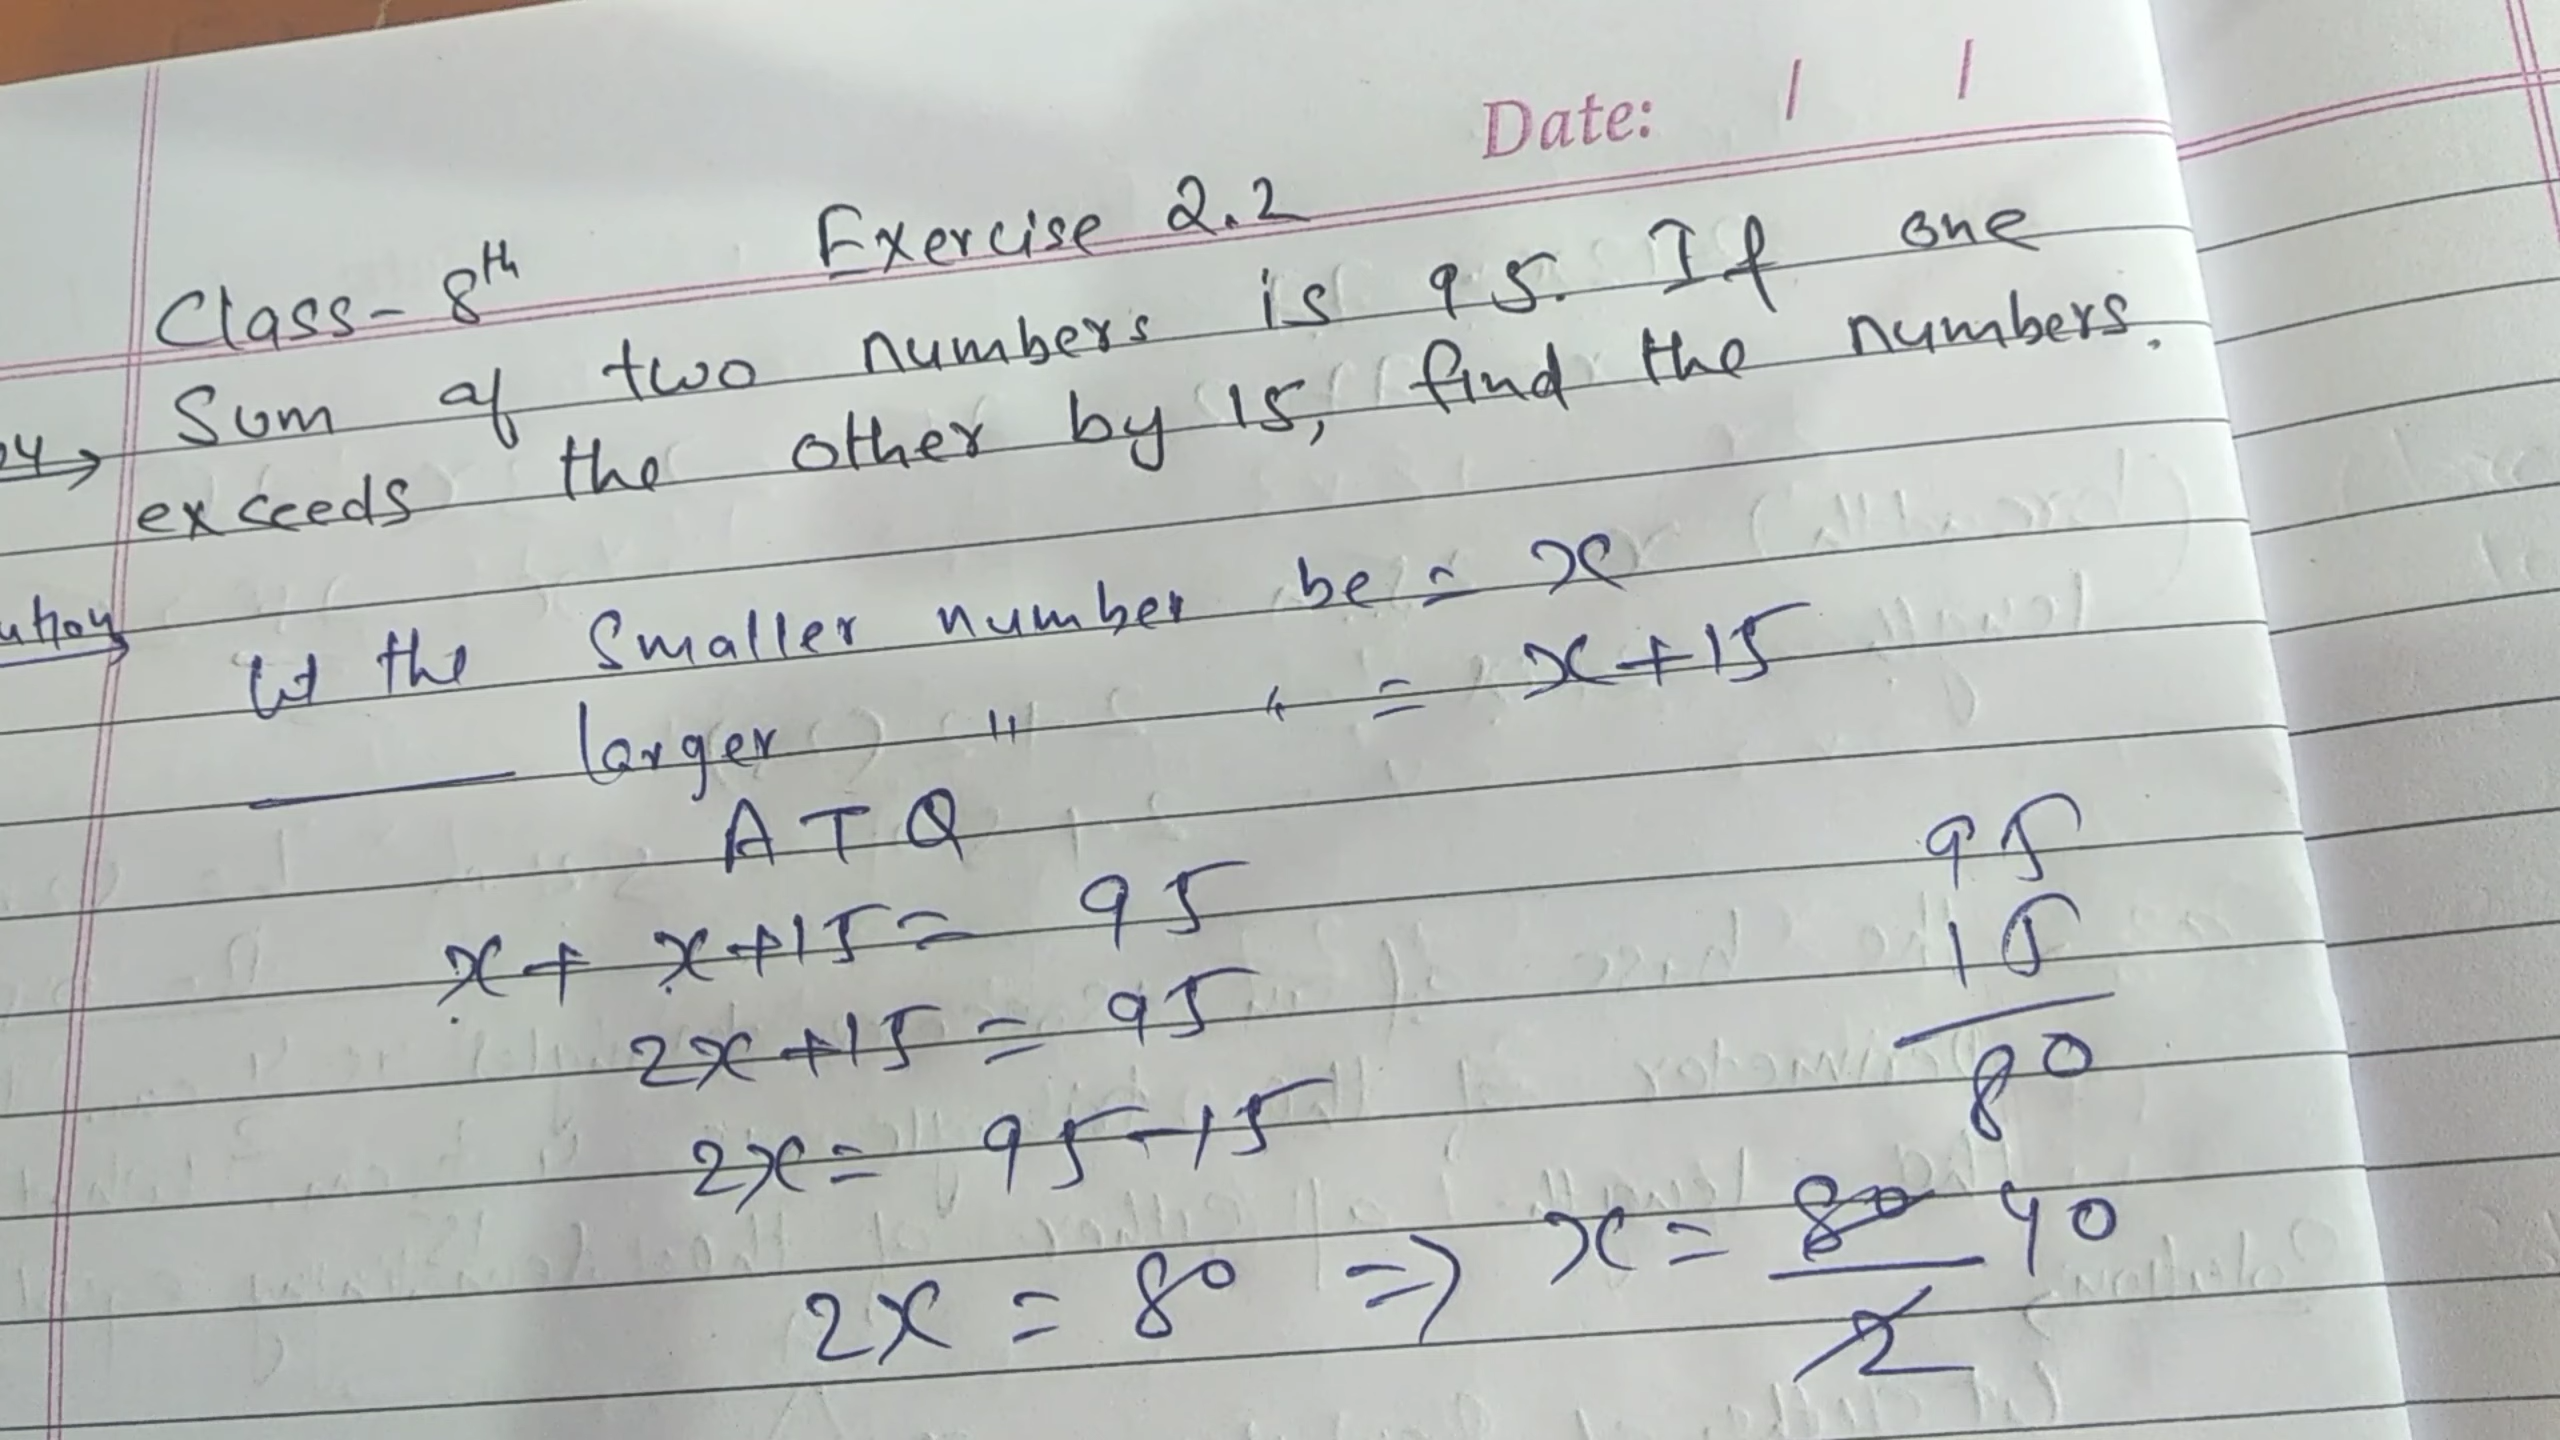 Date: / /
Class- 8th Exercise 2.2
Sum of two numbers is 95. If one
exceeds the other by 15, find the numbers.
let the smaller number be = x
larger " " = x+15
ATQ
x + x+15 = 95
2x+15 = 95
2x = 95-15
2x = 80 => x = 80/2 40
95
15
80